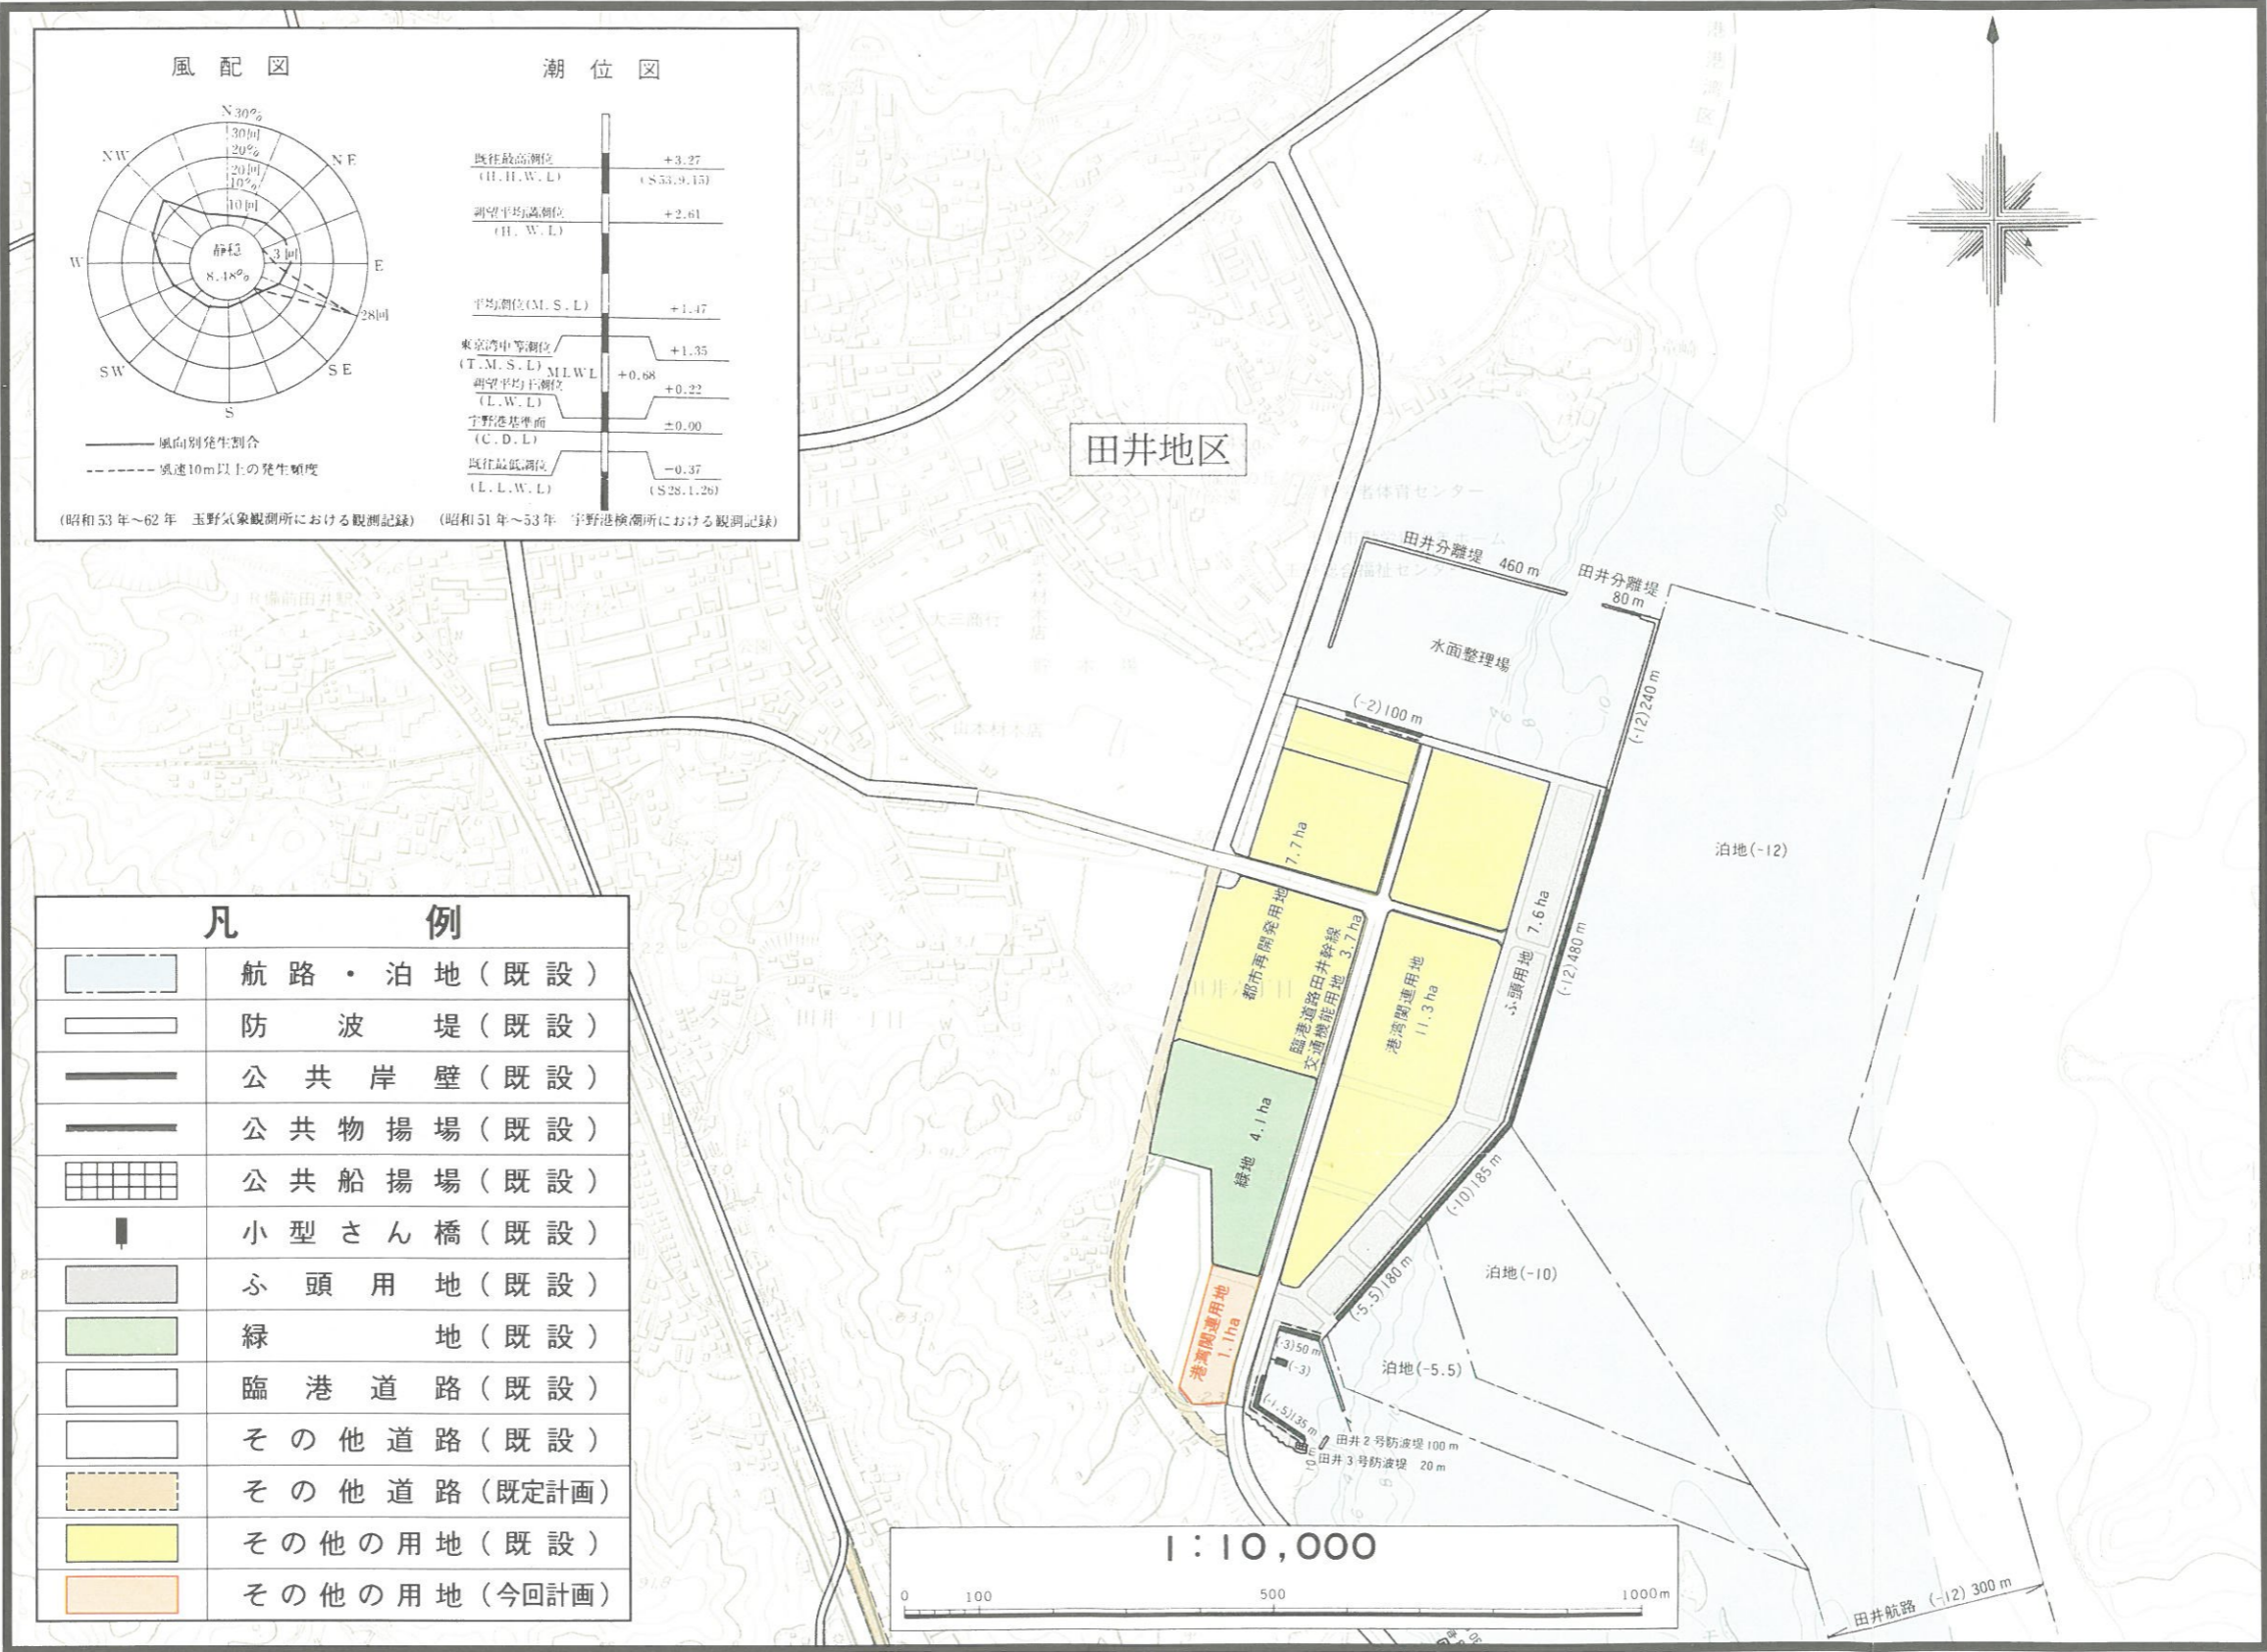 風配図
N 30%
30回
20%
20回
10%
10回
NW
NE
静穏
8.48%
3回
W
E
28回
SW
SE
S
風向別発生割合
風速10m以上の発生頻度
(昭和53年~62年 玉野気象観測所における観測記録)
潮位図
既往最高潮位 +3.27
(H.H.W.L) (S53.9.15)
朔望平均満潮位 +2.61
(H.W.L)
平均潮位(M.S.L) +1.47
東京湾中等潮位 +1.35
(T.M.S.L) MLWL +0.68
朔望平均干潮位 +0.22
(L.W.L)
宇野港基準面 ±0.00
(C.D.L)
既往最低潮位 -0.37
(L.L.W.L) (S28.1.26)
(昭和51年~53年 宇野港検潮所における観測記録)
田井地区
田井分離堤 460m
田井分離堤
80m
水面整理場
(-2)100m
(-12)240m
泊地(-12)
7.7ha
都市再開発用地
臨港道路田井幹線
交通機能用地 3.7ha
港湾関連用地
11.3ha
ふ頭用地 7.6ha
(-12)480m
緑地 4.1ha
(-10)185m
(-5.5)180m
泊地(-10)
港湾関連用地
1.1ha
(-3)50m
(-3)
泊地(-5.5)
(-1.5)135m
田井2号防波堤100m
田井3号防波堤 20m
田井航路 (-12)300m
山本材木店
凡例
航路・泊地(既設)
防波堤(既設)
公共岸壁(既設)
公共物揚場(既設)
公共船揚場(既設)
小型さん橋(既設)
ふ頭用地(既設)
緑地(既設)
臨港道路(既設)
その他道路(既設)
その他道路(既定計画)
その他の用地(既設)
その他の用地(今回計画)
1:10,000
0 100 500 1000m